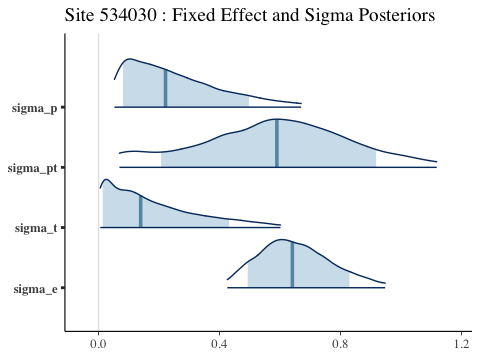 Site 534030 : Fixed Effect and Sigma Posteriors
sigma_p
sigma_pt
sigma_t
sigma_e
0.0 0.4 0.8 1.2